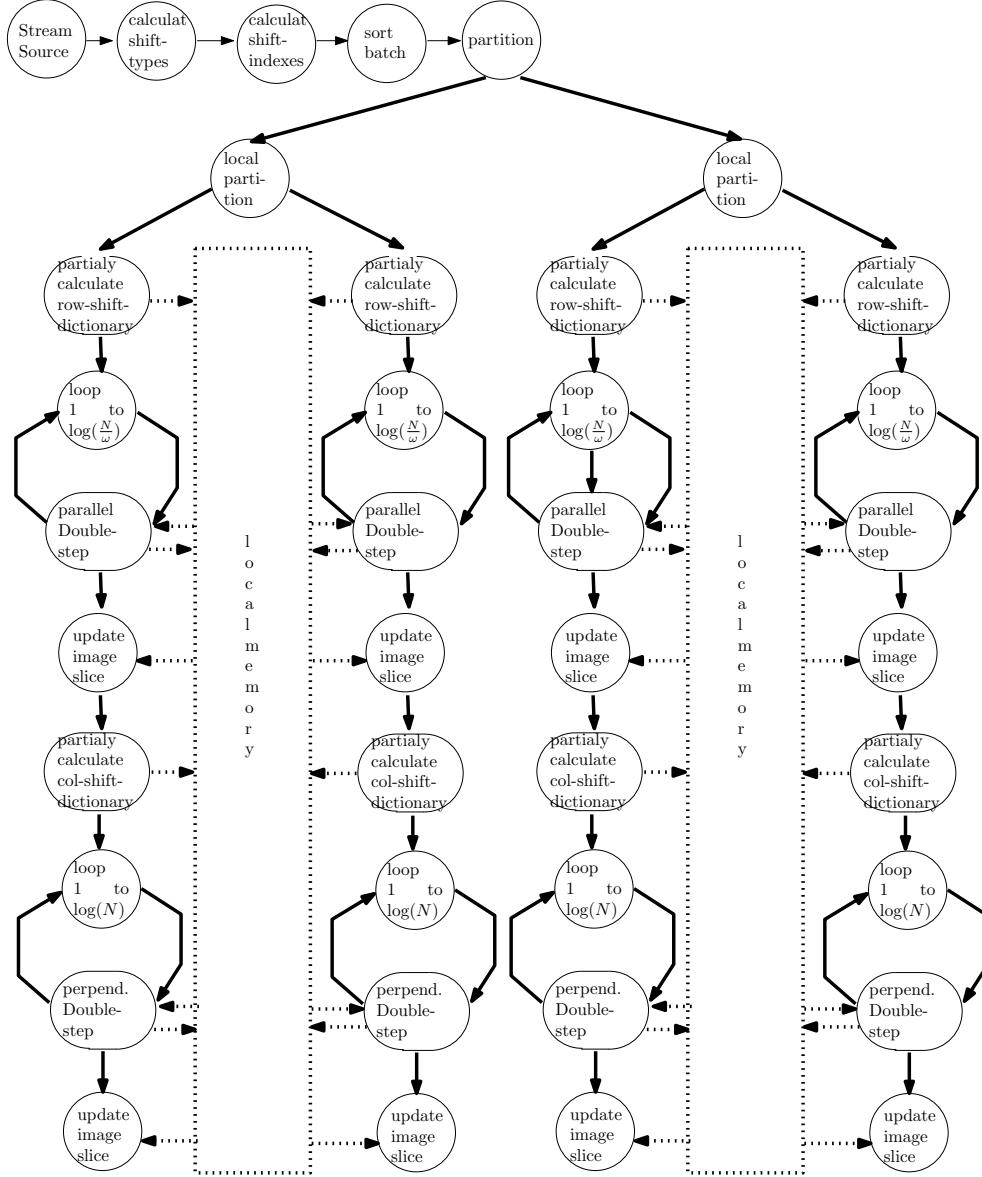 Stream
Source
calculat
shift-
types
calculat
shift-
indexes
sort
batch
partition
local
parti-
tion
local
parti-
tion
partialy
calculate
row-shift-
dictionary
partialy
calculate
row-shift-
dictionary
partialy
calculate
row-shift-
dictionary
partialy
calculate
row-shift-
dictionary
loop
1 to
log(N/ω)
loop
1 to
log(N/ω)
loop
1 to
log(N/ω)
loop
1 to
log(N/ω)
parallel
Double-
step
parallel
Double-
step
parallel
Double-
step
parallel
Double-
step
l
o
c
a
l
m
e
m
o
r
y
l
o
c
a
l
m
e
m
o
r
y
update
image
slice
update
image
slice
update
image
slice
update
image
slice
partialy
calculate
col-shift-
dictionary
partialy
calculate
col-shift-
dictionary
partialy
calculate
col-shift-
dictionary
partialy
calculate
col-shift-
dictionary
loop
1 to
log(N)
loop
1 to
log(N)
loop
1 to
log(N)
loop
1 to
log(N)
perpend.
Double-
step
perpend.
Double-
step
perpend.
Double-
step
perpend.
Double-
step
update
image
slice
update
image
slice
update
image
slice
update
image
slice